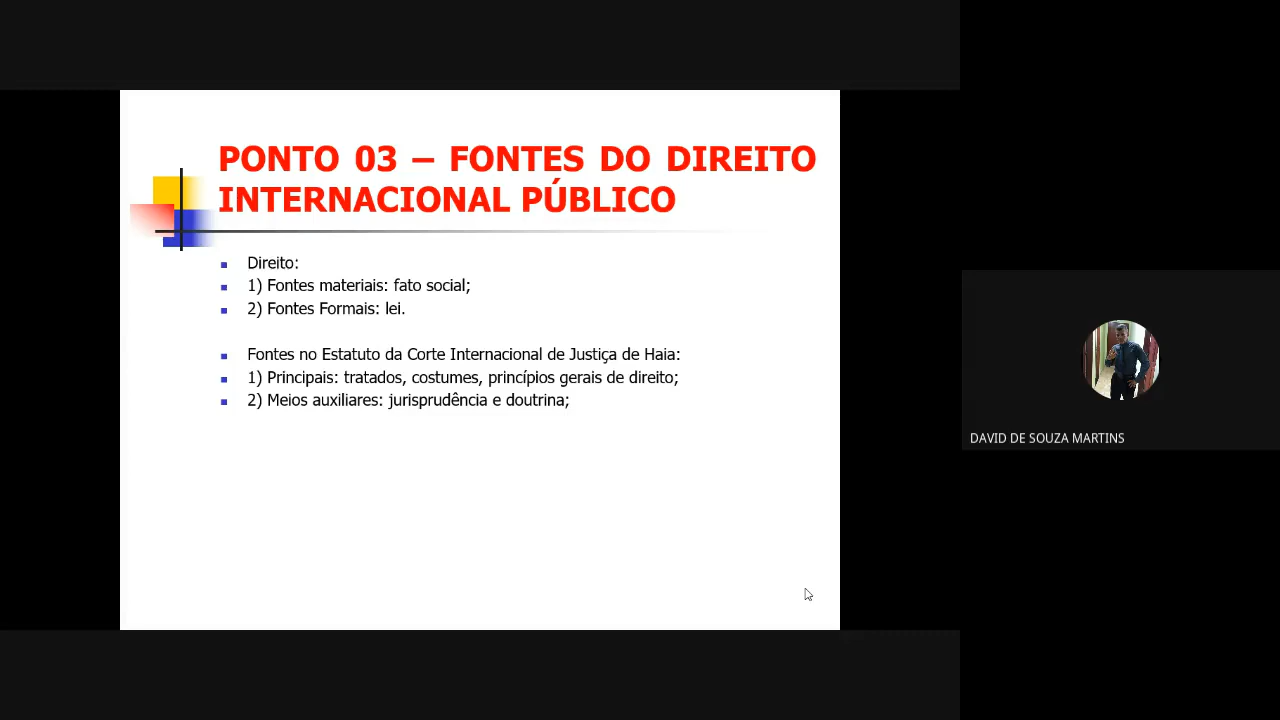 PONTO 03 – FONTES DO DIREITO
INTERNACIONAL PÚBLICO
Direito:
1) Fontes materiais: fato social;
2) Fontes Formais: lei.
Fontes no Estatuto da Corte Internacional de Justiça de Haia:
1) Principais: tratados, costumes, princípios gerais de direito;
2) Meios auxiliares: jurisprudência e doutrina;
DAVID DE SOUZA MARTINS